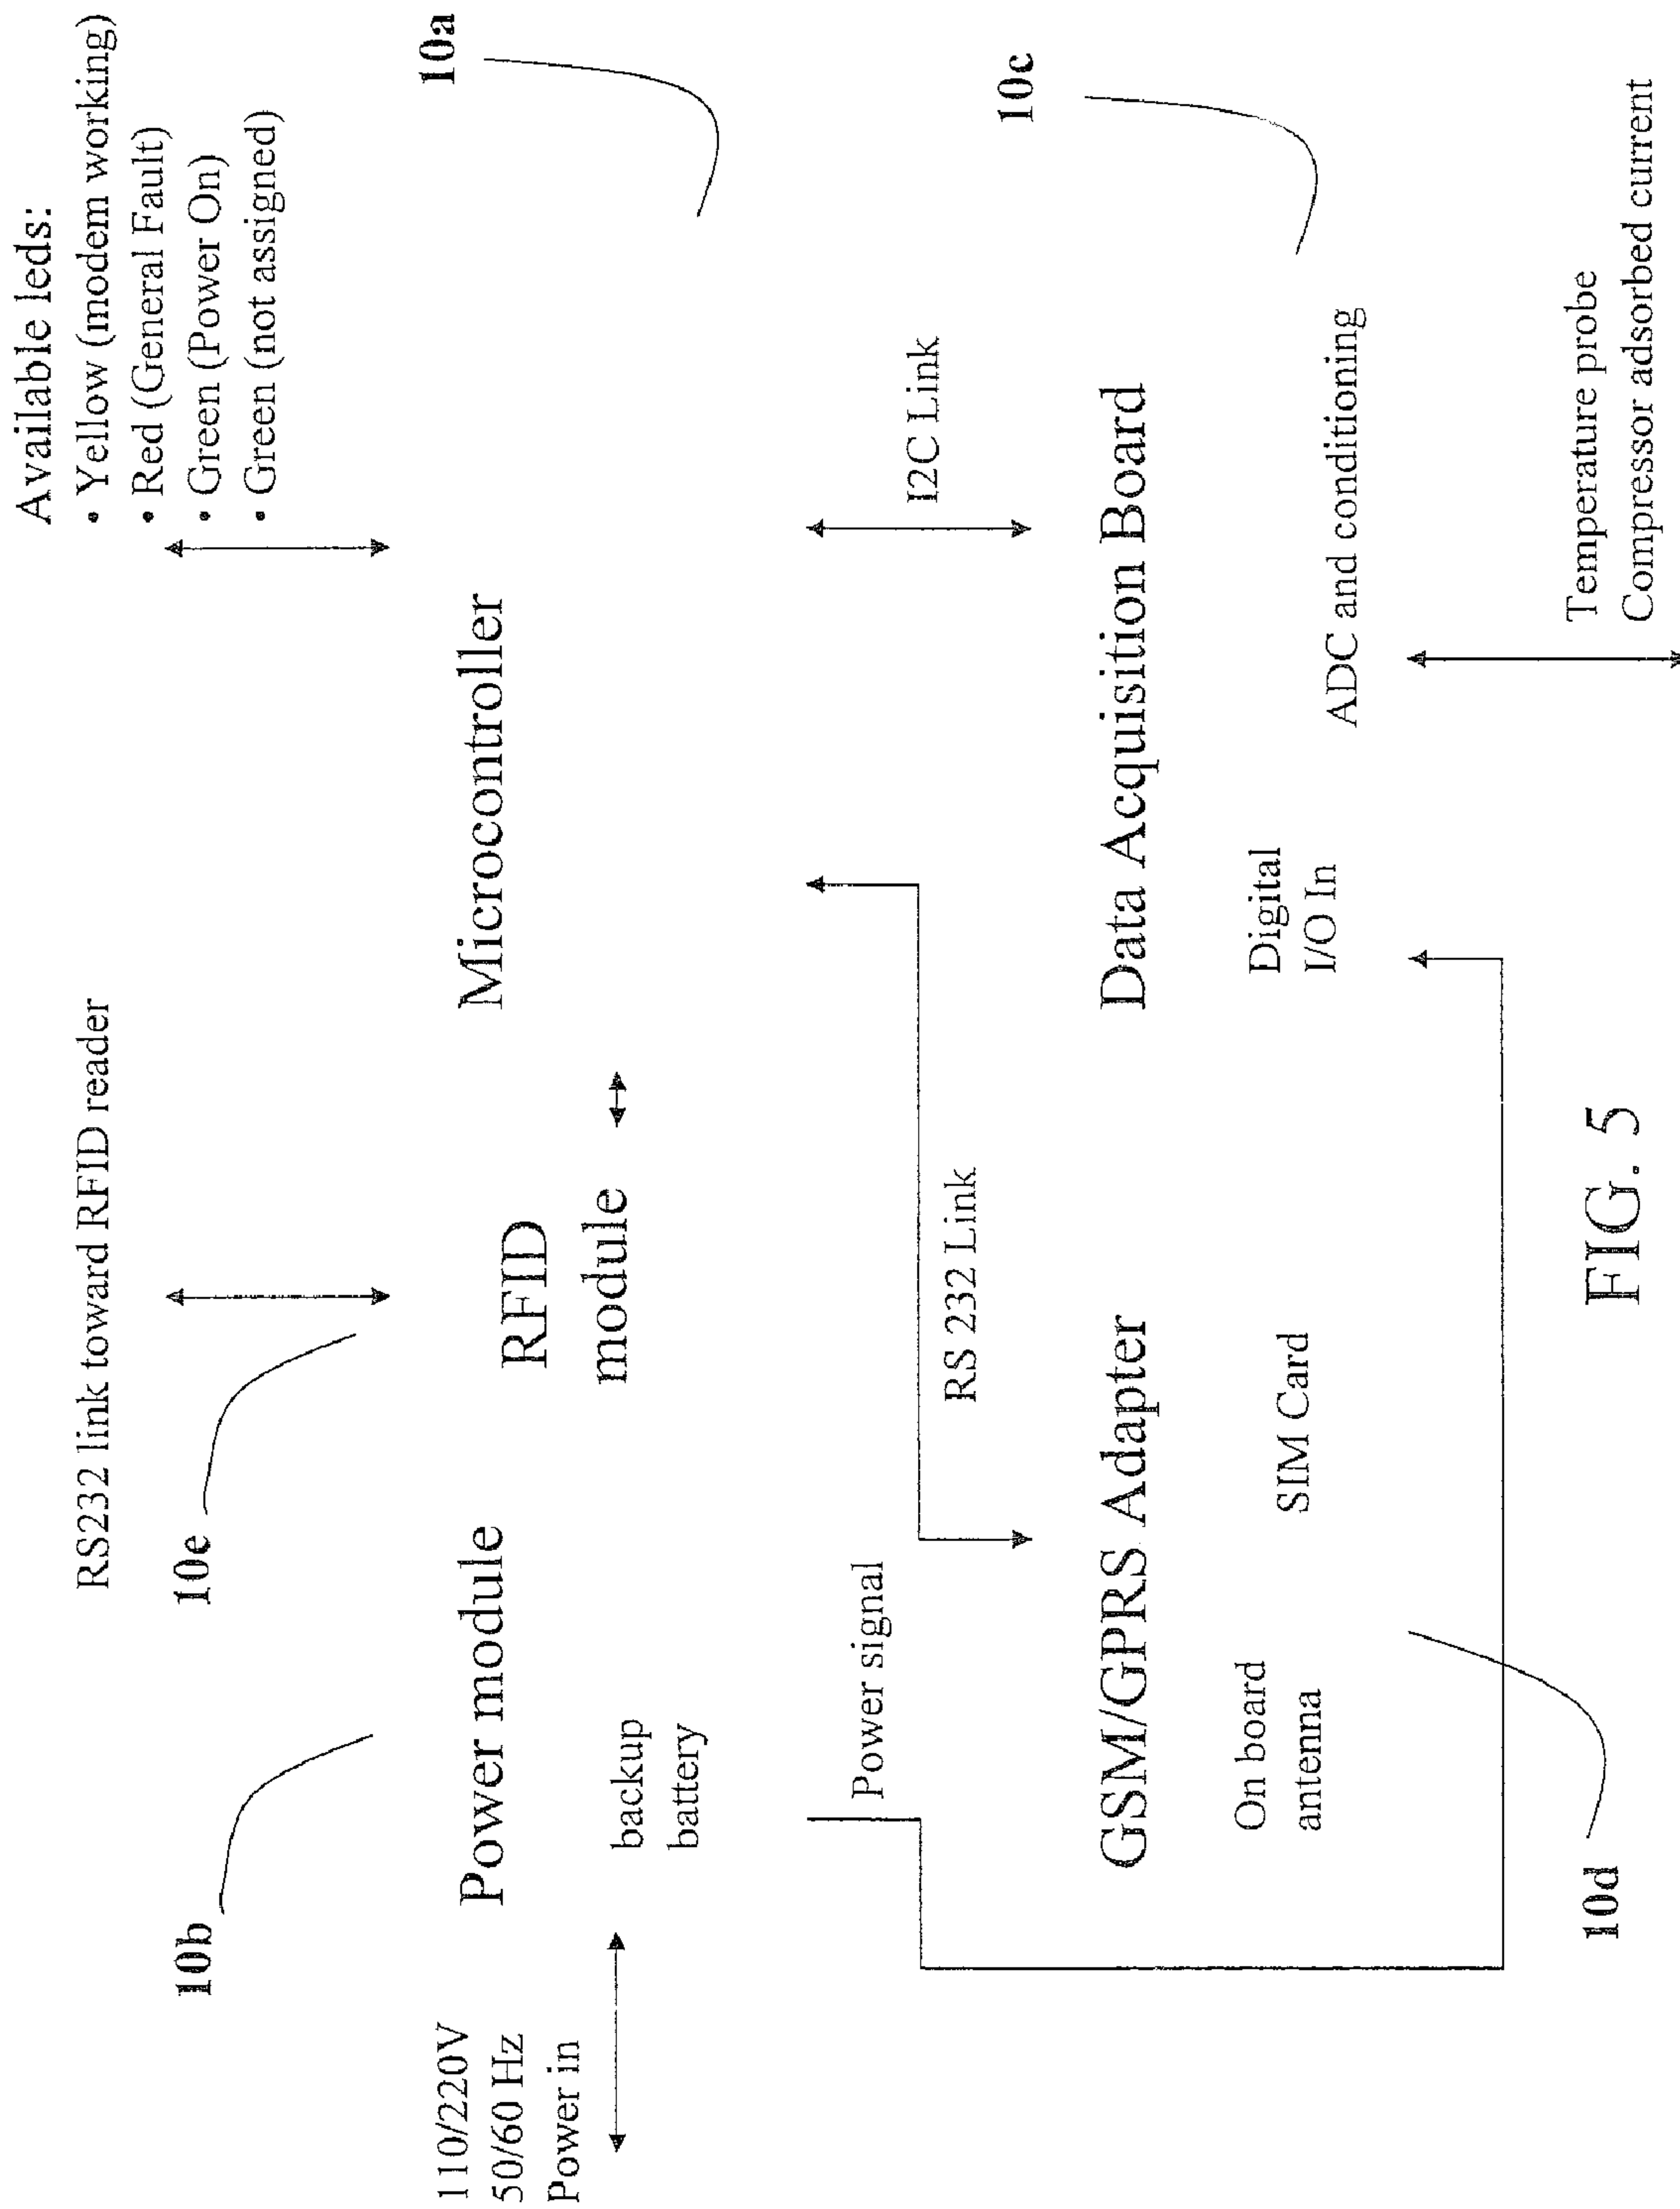 RS232 link toward RFID reader
Available leds:
• Yellow (modem working)
• Red (General Fault)
• Green (Power On)
• Green (not assigned)
10b
10e
10a
110/220V
50/60 Hz
Power in
Power module
backup
battery
RFID
module
Microcontroller
Power signal
RS 232 Link
I2C Link
10c
GSM/GPRS Adapter
On board
antenna
SIM Card
Data Acquisition Board
Digital
I/O In
ADC and conditioning
10d
Temperature probe
Compressor adsorbed current
FIG. 5